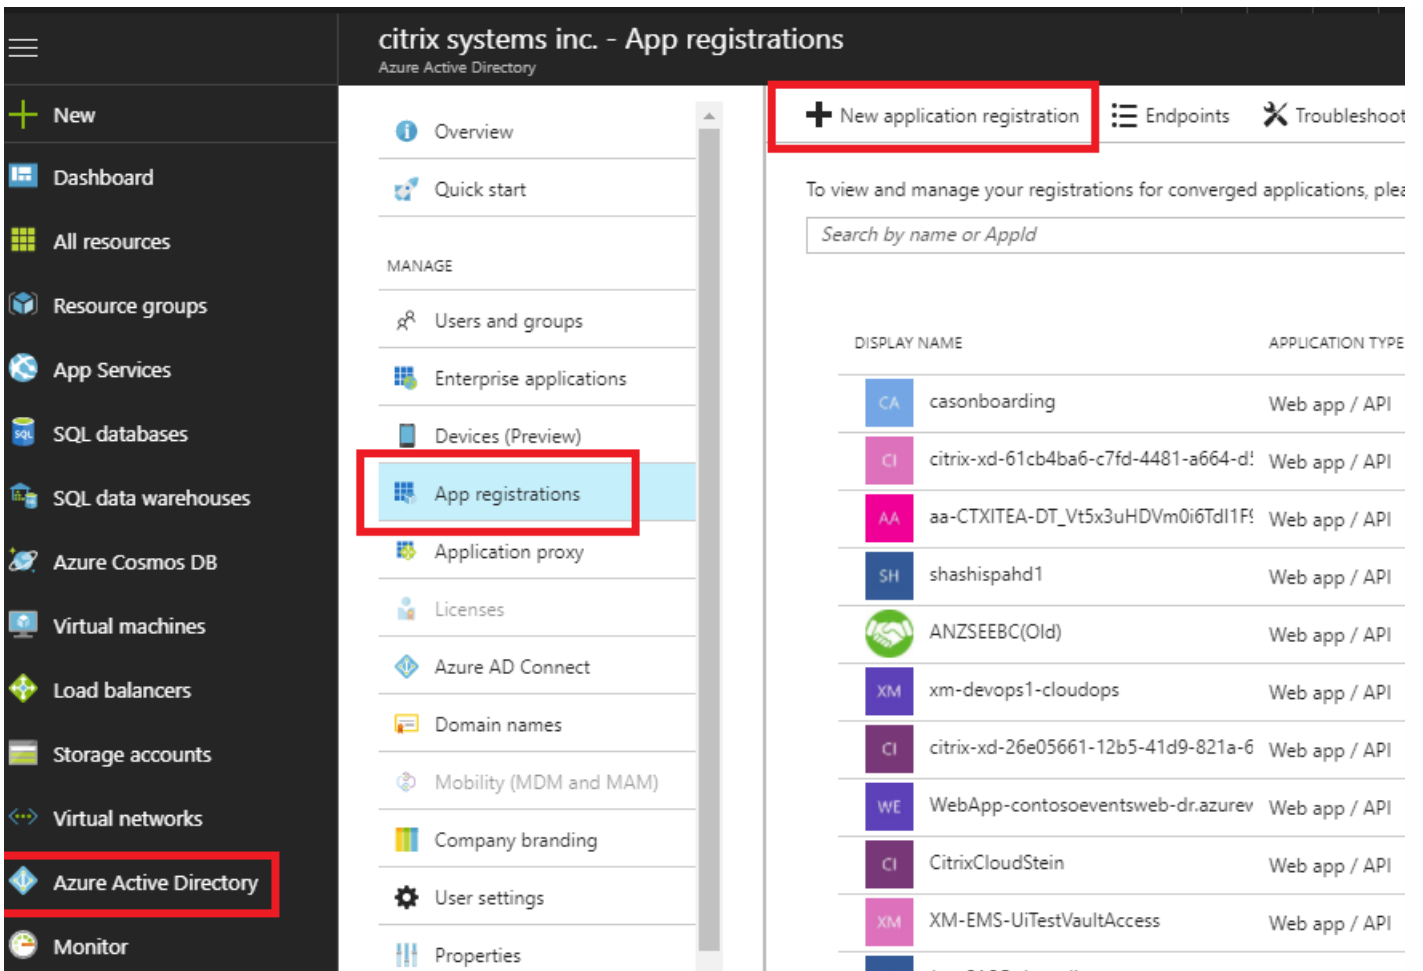 citrix systems inc. - App registrations
Azure Active Directory
New
Dashboard
All resources
Resource groups
App Services
SQL databases
SQL
SQL data warehouses
Azure Cosmos DB
Virtual machines
Load balancers
Storage accounts
Virtual networks
Azure Active Directory
Monitor
Overview
Quick start
MANAGE
Users and groups
Enterprise applications
Devices (Preview)
App registrations
Application proxy
Licenses
Azure AD Connect
Domain names
Mobility (MDM and MAM)
Company branding
User settings
Properties
New application registration Endpoints Troubleshoot
To view and manage your registrations for converged applications, plea
Search by name or AppId
DISPLAY NAME APPLICATION TYPE
CA casonboarding Web app / API
CI citrix-xd-61cb4ba6-c7fd-4481-a664-d5 Web app / API
AA aa-CTXITEA-DT_Vt5x3uHDVm0i6TdI1F9 Web app / API
SH shashispahd1 Web app / API
ANZSEEBC(Old) Web app / API
XM xm-devops1-cloudops Web app / API
CI citrix-xd-26e05661-12b5-41d9-821a-6 Web app / API
WE WebApp-contosoeventsweb-dr.azurew Web app / API
CI CitrixCloudStein Web app / API
XM XM-EMS-UiTestVaultAccess Web app / API